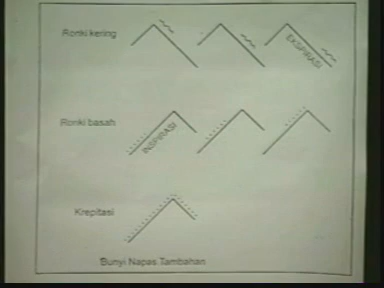 Ronki kering
EKSPIRASI
Ronki basah
INSPIRASI
Krepitasi
Bunyi Napas Tambahan